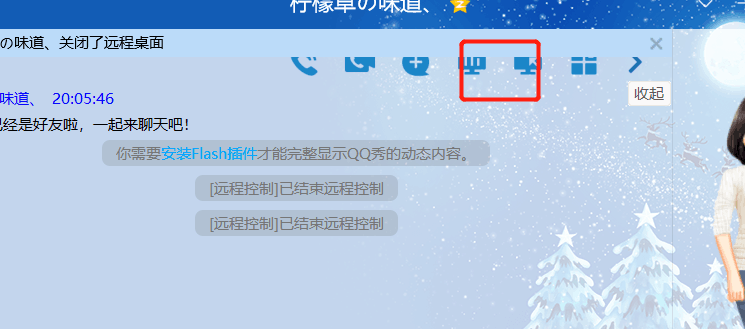 柠檬草の味道、
の味道、关闭了远程桌面
收起
味道、 20:05:46
已经是好友啦，一起来聊天吧！
你需要安装Flash插件才能完整显示QQ秀的动态内容。
[远程控制]已结束远程控制
[远程控制]已结束远程控制